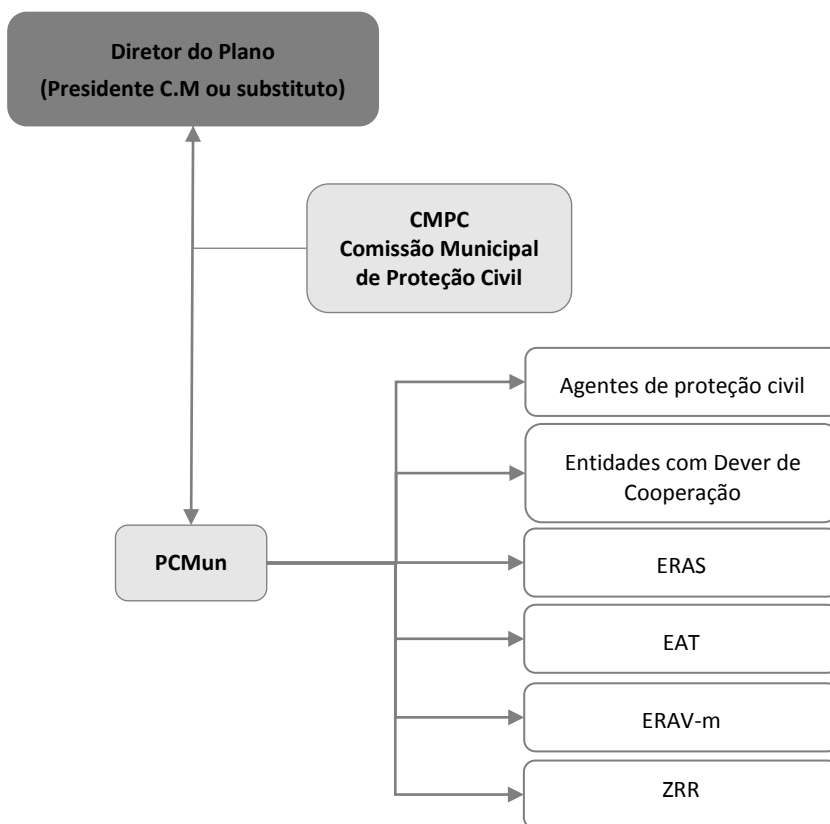 Diretor do Plano
(Presidente C.M ou substituto)
CMPC
Comissão Municipal
de Proteção Civil
Agentes de proteção civil
Entidades com Dever de
Cooperação
PCMun
ERAS
EAT
ERAV-m
ZRR